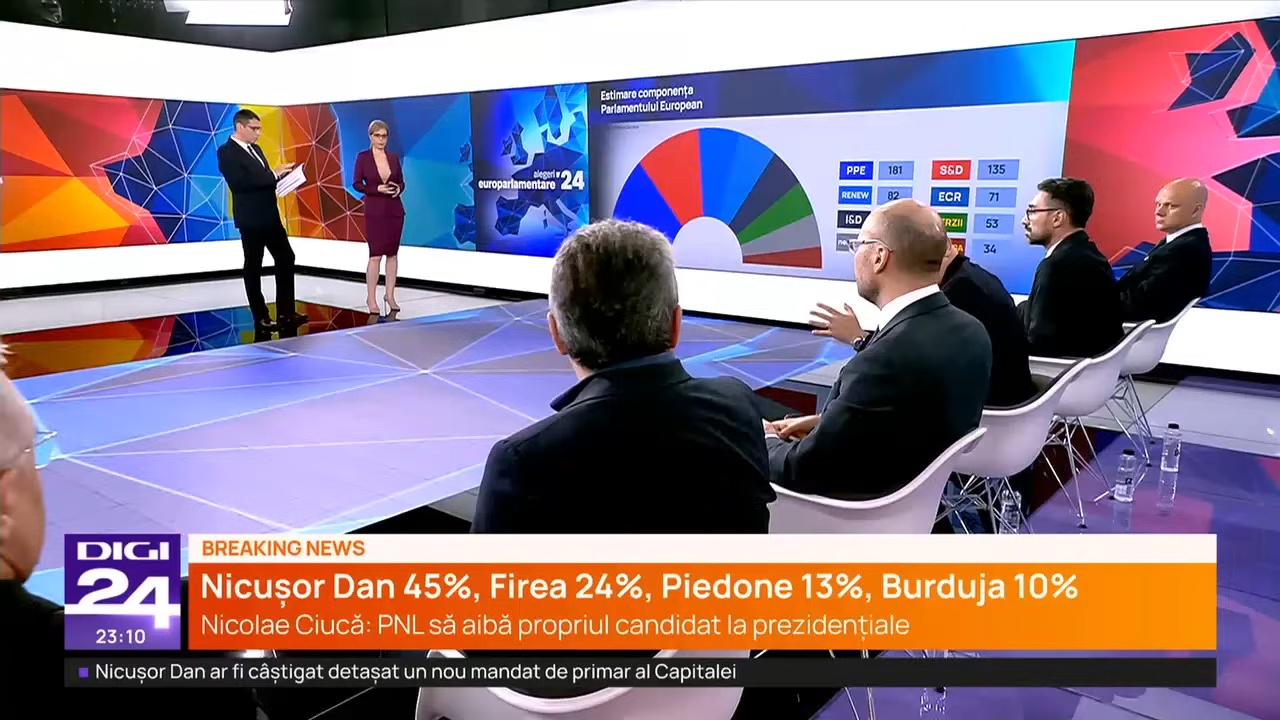 Estimare componența
Parlamentului European
alegeri
europarlamentare '24
PPE 181 S&D 135
RENEW 82 ECR 71
I&D 53
34
DIGI
24
23:10
BREAKING NEWS
Nicușor Dan 45%, Firea 24%, Piedone 13%, Burduja 10%
Nicolae Ciucă: PNL să aibă propriul candidat la prezidențiale
Nicușor Dan ar fi câștigat detașat un nou mandat de primar al Capitalei